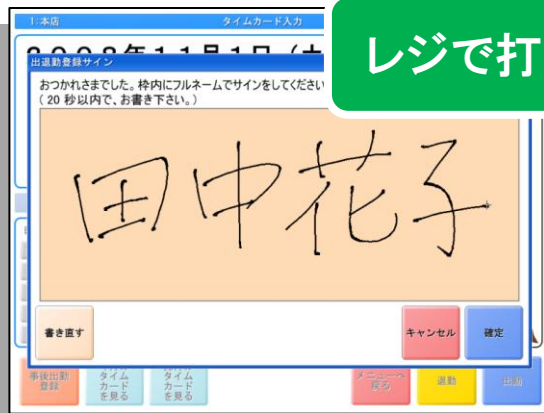 1:本店
タイムカード入力
レジで打
出退勤登録サイン
おつかれさまでした。枠内にフルネームでサインをしてください
(20秒以内で、お書き下さい。)
田中花子
書き直す
キャンセル
確定
事後出勤
登録
タイム
カード
を見る
タイム
カード
を見る
メニューへ
戻る
退勤
出勤